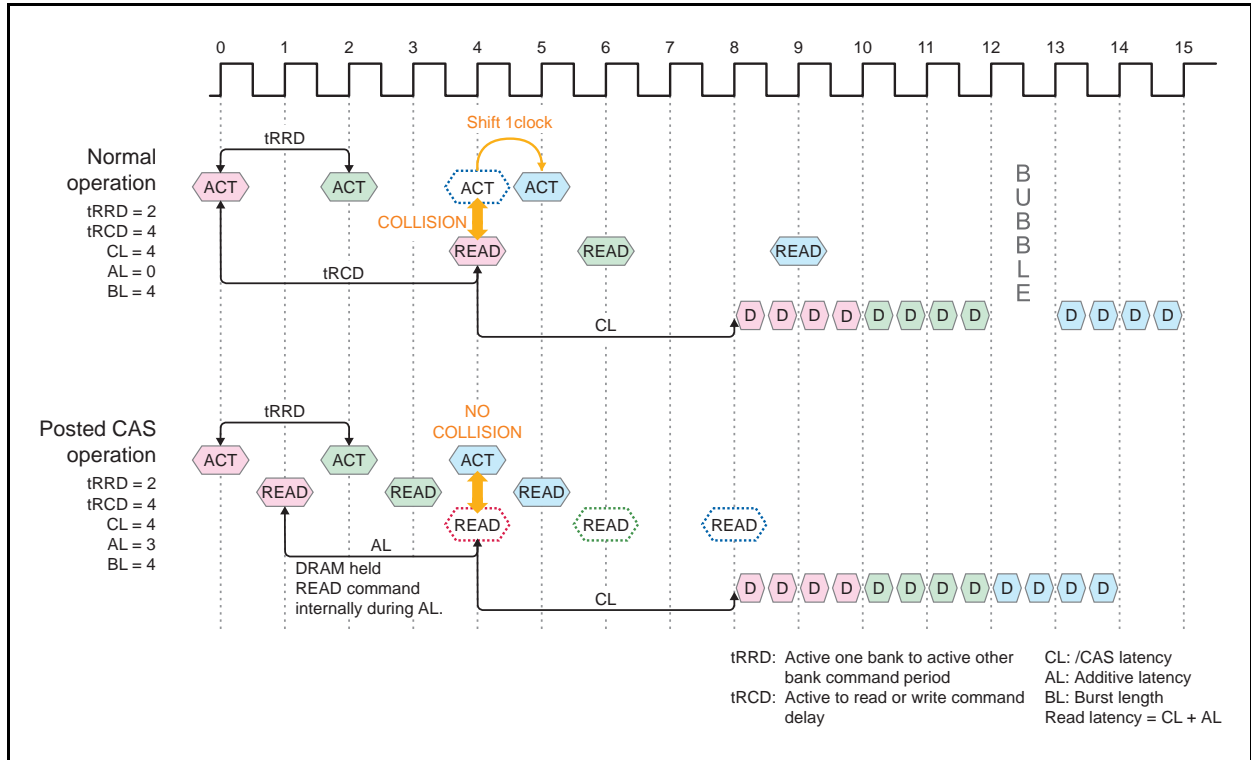 0 1 2 3 4 5 6 7 8 9 10 11 12 13 14 15
Shift 1clock
tRRD
Normal
operation
ACT ACT ACT ACT
tRRD = 2
tRCD = 4
CL = 4
AL = 0
BL = 4
COLLISION
READ READ READ
tRCD
BUBBLE
CL
D D D D D D D D D D D D
tRRD
NO
COLLISION
Posted CAS
operation
ACT ACT ACT
tRRD = 2
tRCD = 4
CL = 4
AL = 3
BL = 4
READ READ READ
READ READ READ
AL
DRAM held
READ command
internally during AL.
CL
D D D D D D D D D D D D
tRRD: Active one bank to active other
bank command period
tRCD: Active to read or write command
delay
CL: /CAS latency
AL: Additive latency
BL: Burst length
Read latency = CL + AL